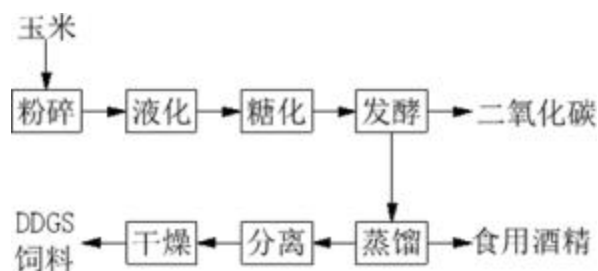 玉米
粉碎
液化
糖化
发酵
二氧化碳
DDGS
饲料
干燥
分离
蒸馏
食用酒精